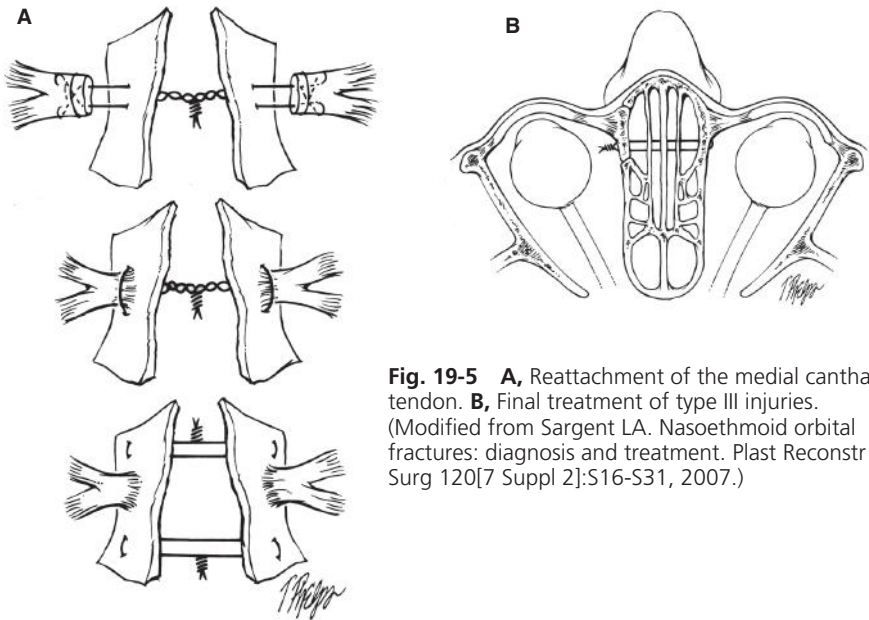 A
B
Fig. 19-5 A, Reattachment of the medial cantha
tendon. B, Final treatment of type III injuries.
(Modified from Sargent LA. Nasoethmoid orbital
fractures: diagnosis and treatment. Plast Reconstr
Surg 120[7 Suppl 2]:S16-S31, 2007.)